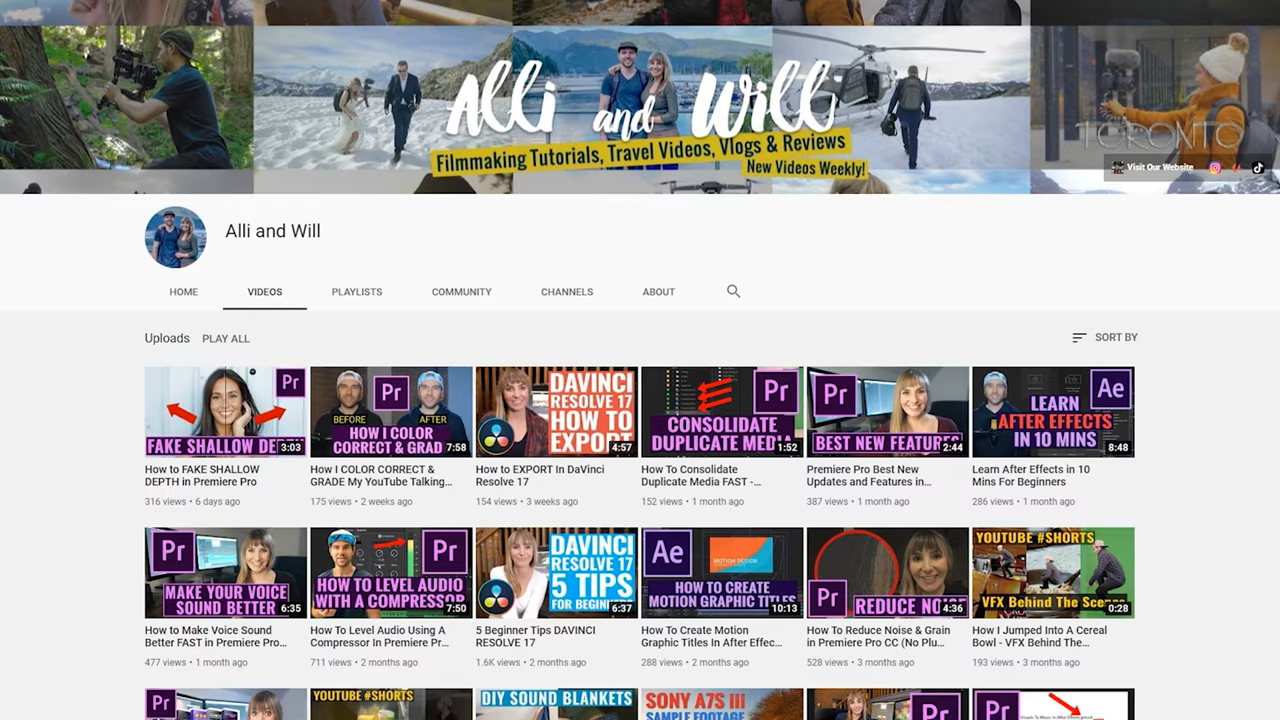 Alli and Will
Filmmaking Tutorials, Travel Videos, Vlogs & Reviews
New Videos Weekly!
TORONTO
Visit Our Website
Alli and Will
HOME VIDEOS PLAYLISTS COMMUNITY CHANNELS ABOUT
Uploads PLAY ALL SORT BY
Pr
FAKE SHALLOW DEPTH
3:03
How to FAKE SHALLOW
DEPTH in Premiere Pro
316 views • 6 days ago
Pr
BEFORE AFTER
HOW I COLOR
CORRECT & GRAD
7:58
How I COLOR CORRECT &
GRADE My YouTube Talking...
175 views • 2 weeks ago
DAVINCI
RESOLVE 17
HOW TO
EXPORT
4:57
How to EXPORT In DaVinci
Resolve 17
154 views • 3 weeks ago
Pr
CONSOLIDATE
DUPLICATE MEDIA
1:52
How To Consolidate
Duplicate Media FAST -...
152 views • 1 month ago
Pr
BEST NEW FEATURES
2:44
Premiere Pro Best New
Updates and Features in...
387 views • 1 month ago
Ae
LEARN
AFTER EFFECTS
IN 10 MINS
8:48
Learn After Effects in 10
Mins For Beginners
286 views • 1 month ago
Pr
MAKE YOUR VOICE
SOUND BETTER
6:35
How to Make Voice Sound
Better FAST in Premiere Pro...
477 views • 1 month ago
Pr
HOW TO LEVEL AUDIO
WITH A COMPRESSOR
7:50
How To Level Audio Using A
Compressor In Premiere Pr...
711 views • 2 months ago
DAVINCI
RESOLVE 17
5 TIPS
FOR BEGINNERS
6:37
5 Beginner Tips DAVINCI
RESOLVE 17
1.6K views • 2 months ago
Ae
MOTION DESIGN
HOW TO CREATE
MOTION GRAPHIC TITLES
10:13
How To Create Motion
Graphic Titles In After Effec...
288 views • 2 months ago
Pr
REDUCE NOISE
4:36
How To Reduce Noise & Grain
in Premiere Pro CC (No Plu...
528 views • 3 months ago
YOUTUBE #SHORTS
VFX Behind The Scenes
0:28
How I Jumped Into A Cereal
Bowl - VFX Behind The...
193 views • 3 months ago
Pr
YOUTUBE #SHORTS
DIY SOUND BLANKETS
SONY A7S III
SAMPLE FOOTAGE
Pr
Pr